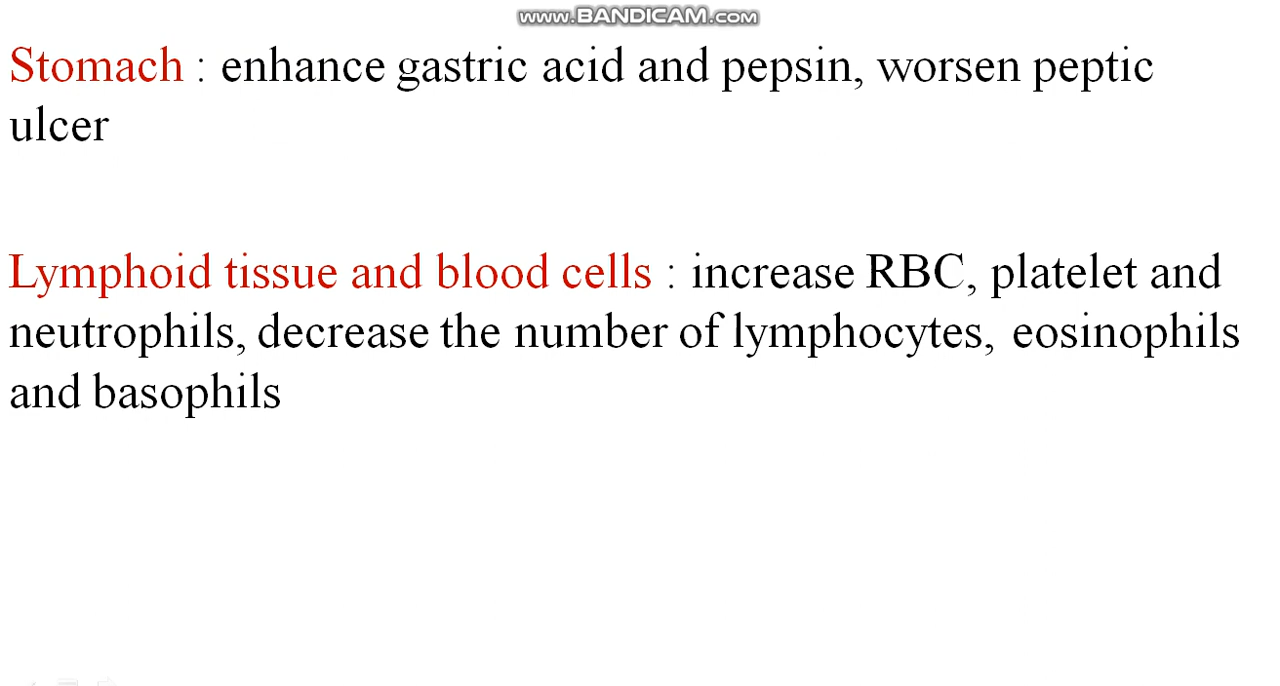 www.BANDICAM.com
Stomach : enhance gastric acid and pepsin, worsen peptic
ulcer
Lymphoid tissue and blood cells : increase RBC, platelet and
neutrophils, decrease the number of lymphocytes, eosinophils
and basophils